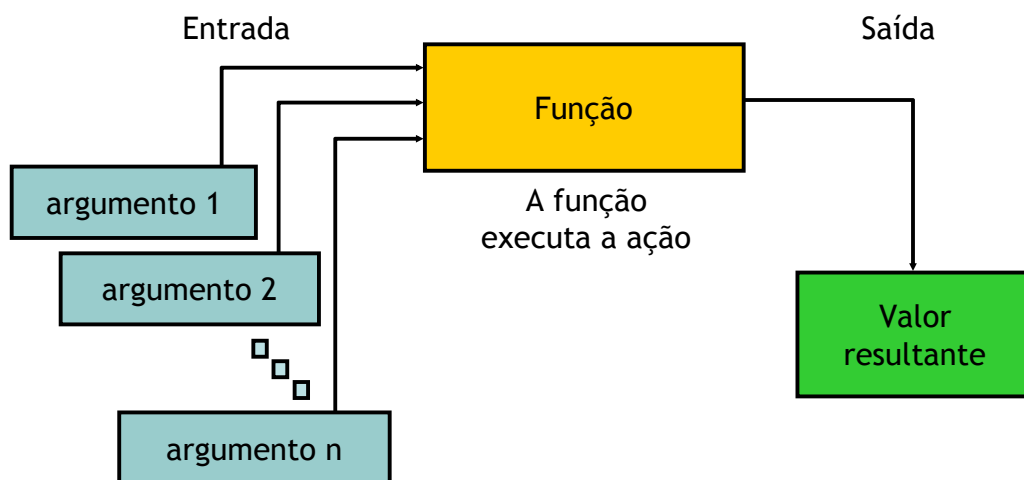 Entrada
Saída
Função
argumento 1
A função
executa a ação
argumento 2
Valor
resultante
argumento n